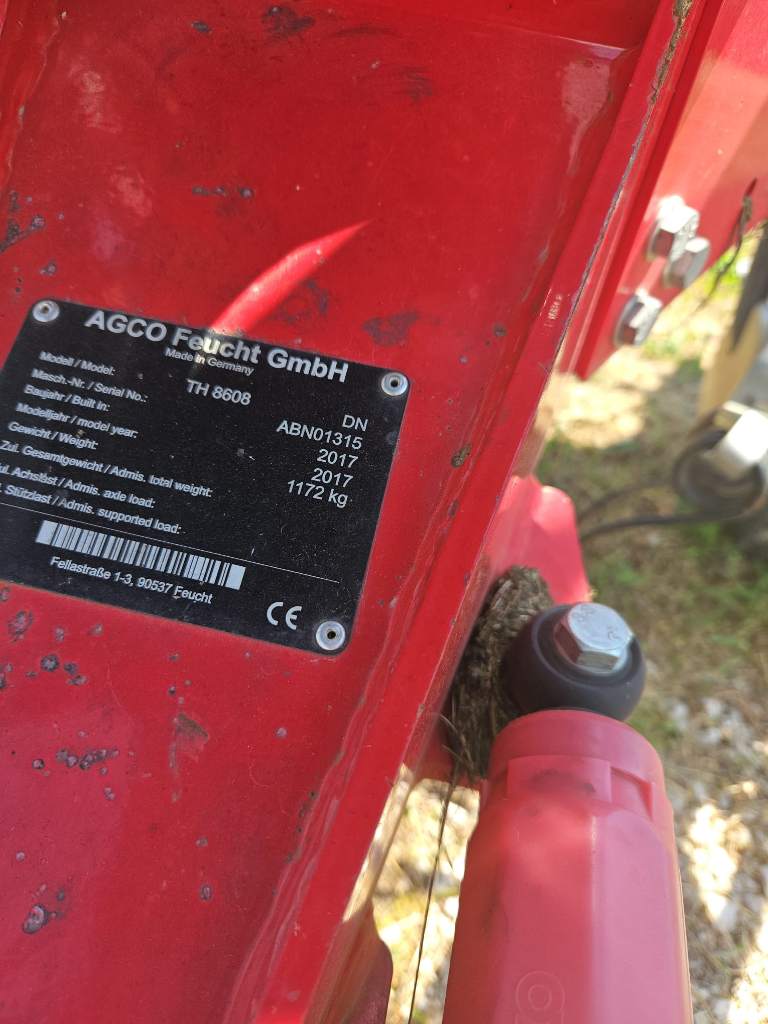 AGCO Feucht GmbH
Made in Germany
Modell / Model: TH 8608 DN
Masch.-Nr. / Serial No.: ABN01315
Baujahr / Built in: 2017
Modelljahr / model year: 2017
Gewicht / Weight: 1172 kg
Zul. Gesamtgewicht / Admis. total weight:
ul. Achslast / Admis. axle load:
. Stützlast / Admis. supported load:
Fellastraße 1-3, 90537 Feucht
CE